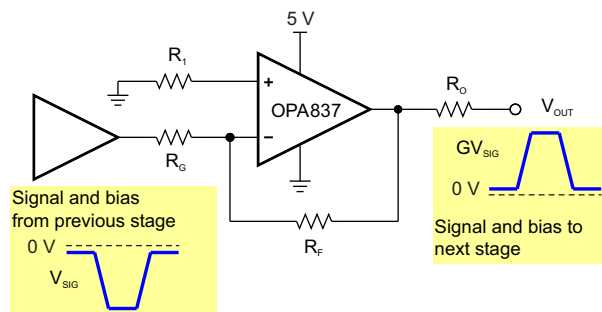 5 V
R1
+
OPA837
−
RG
RO
VOUT
GVSIG
0 V
Signal and bias to
next stage
Signal and bias
from previous stage
0 V
VSIG
RF